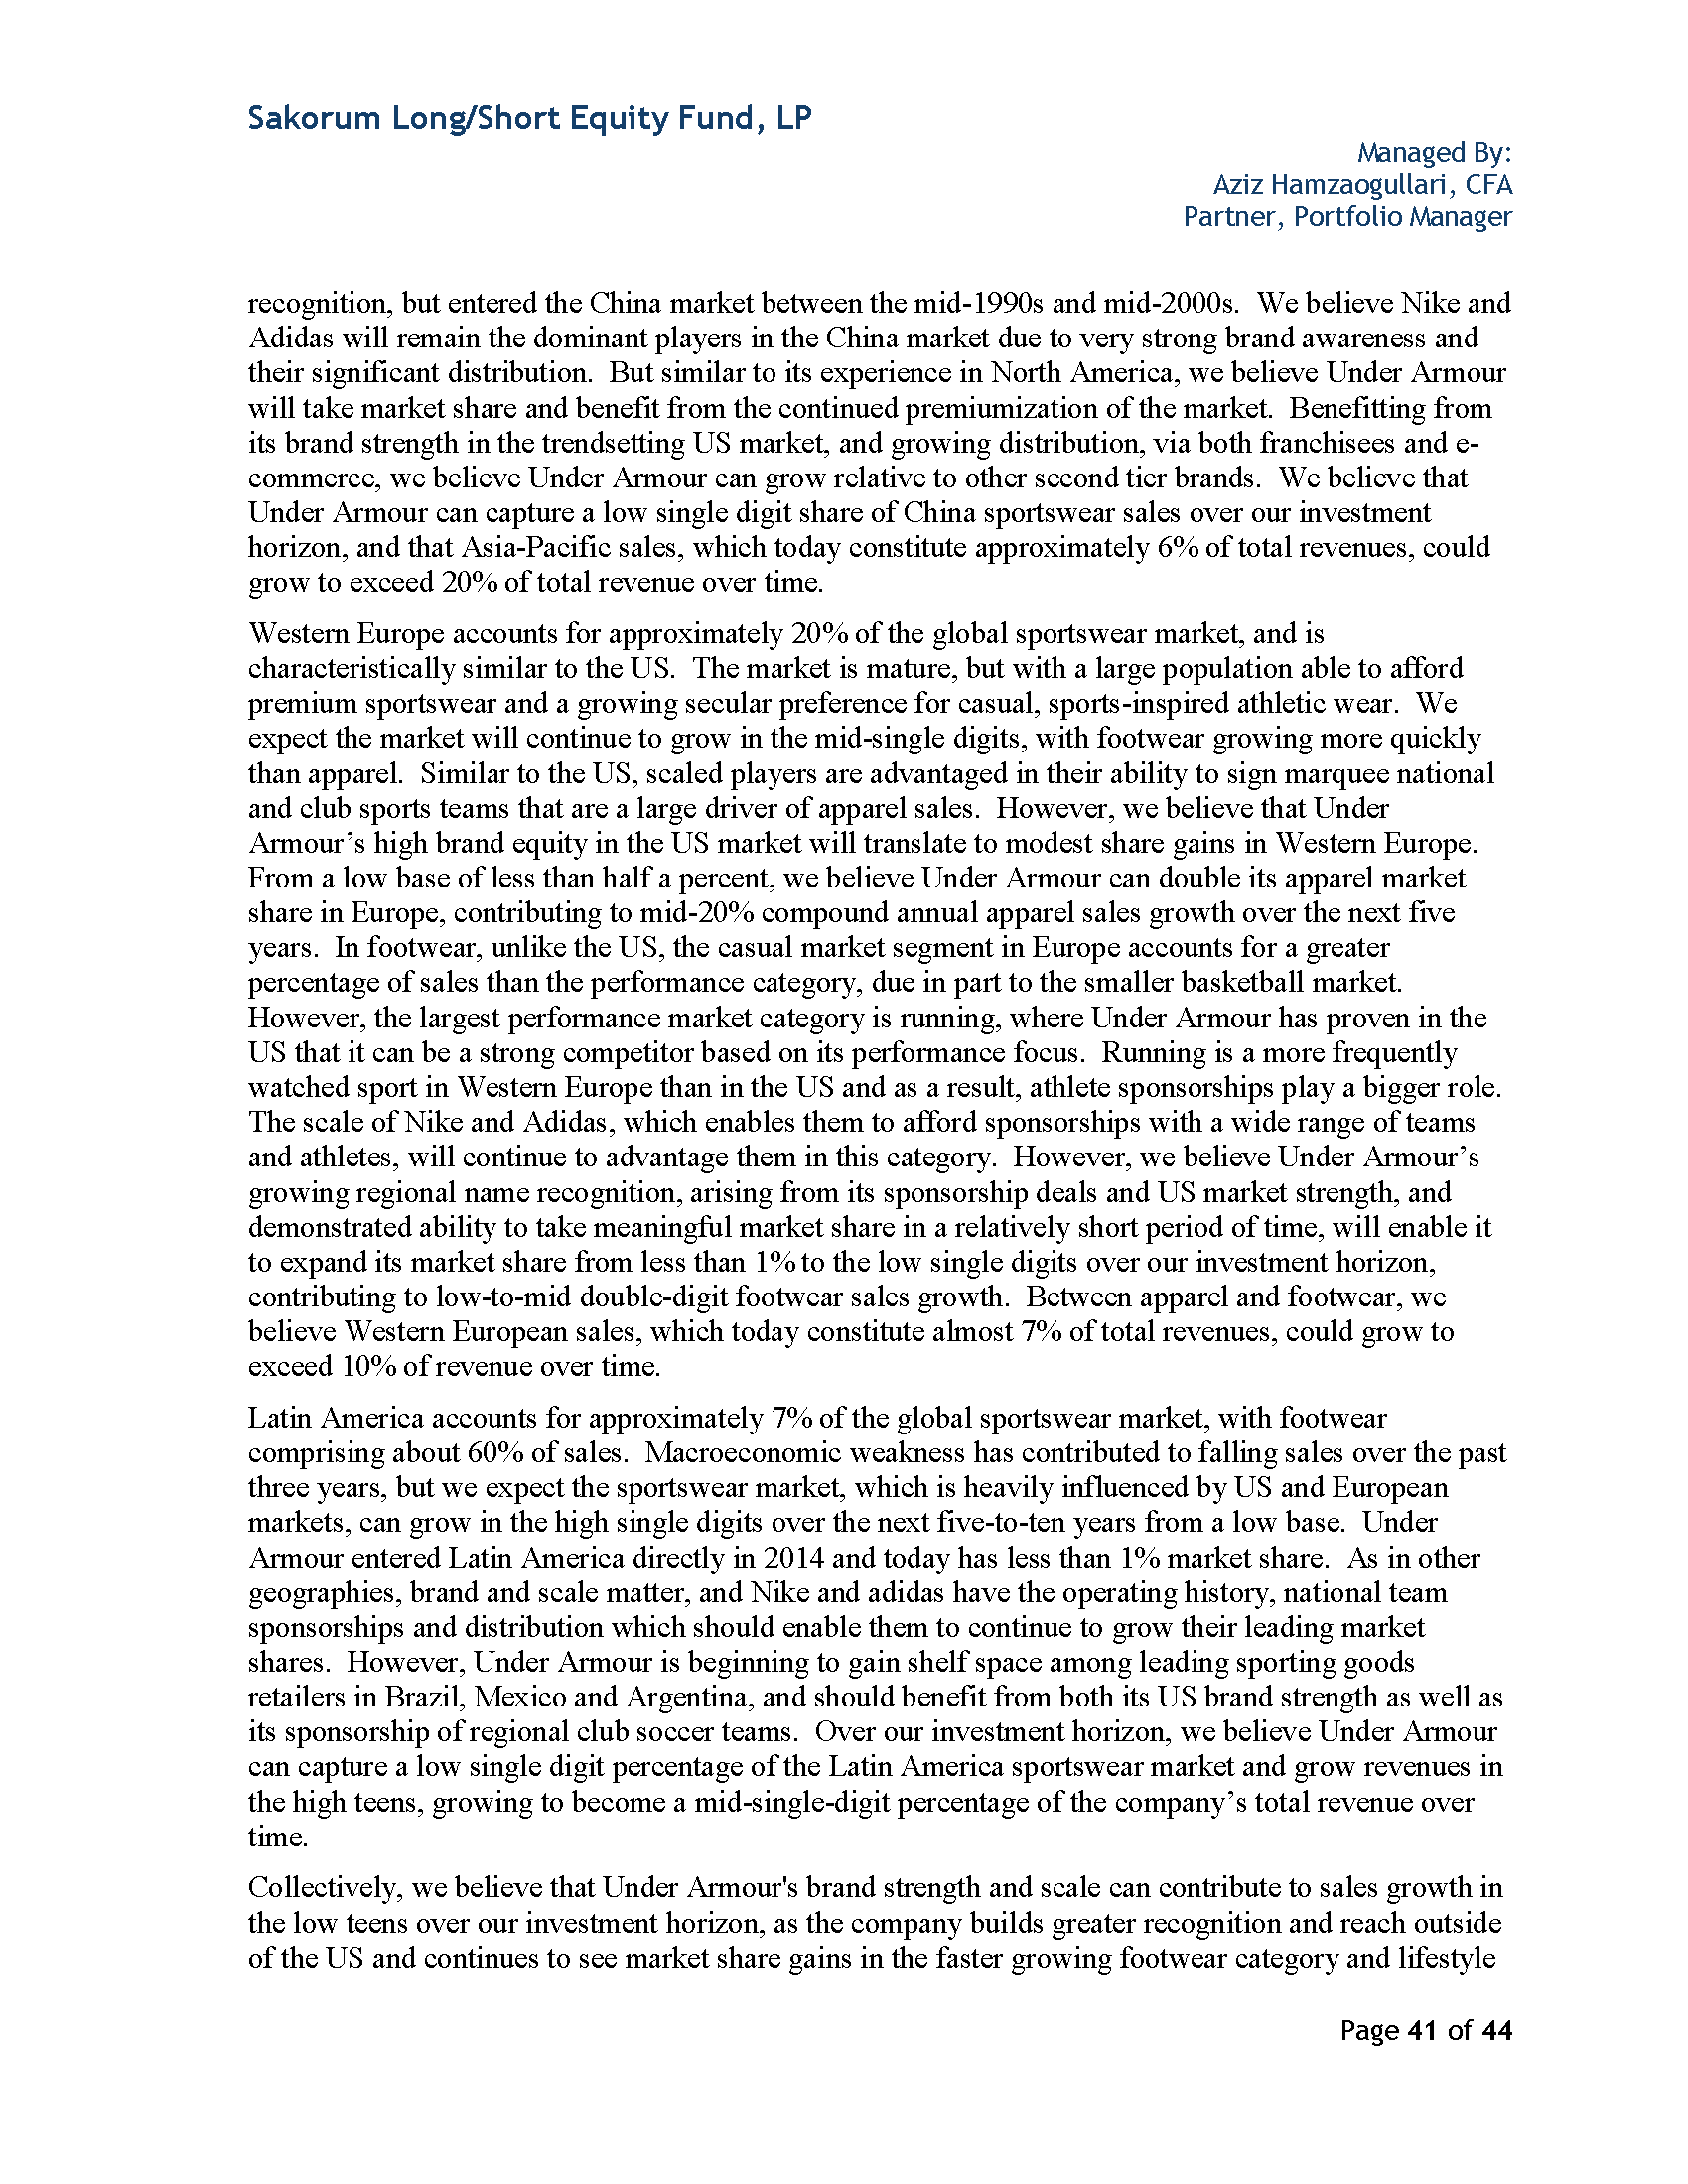 Sakorum Long/Short Equity Fund, LP
Managed By:
Aziz Hamzaogullari, CFA
Partner, Portfolio Manager
recognition, but entered the China market between the mid-1990s and mid-2000s.  We believe Nike and
Adidas will remain the dominant players in the China market due to very strong brand awareness and
their significant distribution.  But similar to its experience in North America, we believe Under Armour
will take market share and benefit from the continued premiumization of the market.  Benefitting from
its brand strength in the trendsetting US market, and growing distribution, via both franchisees and e-
commerce, we believe Under Armour can grow relative to other second tier brands.  We believe that
Under Armour can capture a low single digit share of China sportswear sales over our investment
horizon, and that Asia-Pacific sales, which today constitute approximately 6% of total revenues, could
grow to exceed 20% of total revenue over time.
Western Europe accounts for approximately 20% of the global sportswear market, and is
characteristically similar to the US.  The market is mature, but with a large population able to afford
premium sportswear and a growing secular preference for casual, sports-inspired athletic wear.  We
expect the market will continue to grow in the mid-single digits, with footwear growing more quickly
than apparel.  Similar to the US, scaled players are advantaged in their ability to sign marquee national
and club sports teams that are a large driver of apparel sales.  However, we believe that Under
Armour’s high brand equity in the US market will translate to modest share gains in Western Europe.
From a low base of less than half a percent, we believe Under Armour can double its apparel market
share in Europe, contributing to mid-20% compound annual apparel sales growth over the next five
years.  In footwear, unlike the US, the casual market segment in Europe accounts for a greater
percentage of sales than the performance category, due in part to the smaller basketball market.
However, the largest performance market category is running, where Under Armour has proven in the
US that it can be a strong competitor based on its performance focus.  Running is a more frequently
watched sport in Western Europe than in the US and as a result, athlete sponsorships play a bigger role.
The scale of Nike and Adidas, which enables them to afford sponsorships with a wide range of teams
and athletes, will continue to advantage them in this category.  However, we believe Under Armour’s
growing regional name recognition, arising from its sponsorship deals and US market strength, and
demonstrated ability to take meaningful market share in a relatively short period of time, will enable it
to expand its market share from less than 1% to the low single digits over our investment horizon,
contributing to low-to-mid double-digit footwear sales growth.  Between apparel and footwear, we
believe Western European sales, which today constitute almost 7% of total revenues, could grow to
exceed 10% of revenue over time.
Latin America accounts for approximately 7% of the global sportswear market, with footwear
comprising about 60% of sales.  Macroeconomic weakness has contributed to falling sales over the past
three years, but we expect the sportswear market, which is heavily influenced by US and European
markets, can grow in the high single digits over the next five-to-ten years from a low base.  Under
Armour entered Latin America directly in 2014 and today has less than 1% market share.  As in other
geographies, brand and scale matter, and Nike and adidas have the operating history, national team
sponsorships and distribution which should enable them to continue to grow their leading market
shares.  However, Under Armour is beginning to gain shelf space among leading sporting goods
retailers in Brazil, Mexico and Argentina, and should benefit from both its US brand strength as well as
its sponsorship of regional club soccer teams.  Over our investment horizon, we believe Under Armour
can capture a low single digit percentage of the Latin America sportswear market and grow revenues in
the high teens, growing to become a mid-single-digit percentage of the company’s total revenue over
time.
Collectively, we believe that Under Armour's brand strength and scale can contribute to sales growth in
the low teens over our investment horizon, as the company builds greater recognition and reach outside
of the US and continues to see market share gains in the faster growing footwear category and lifestyle
Page 41 of 44